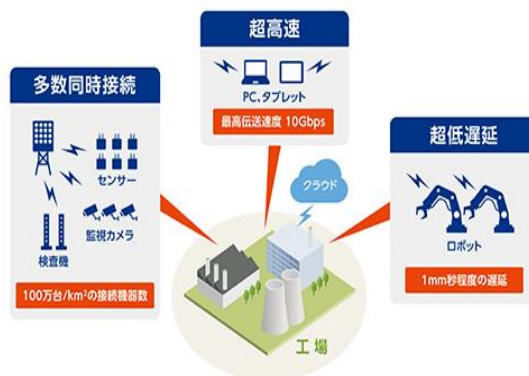 多数同時接続
センサー
検査機
監視カメラ
100万台/km²の接続機器数
超高速
PC、タブレット
最高伝送速度 10Gbps
クラウド
工場
超低遅延
ロボット
1mm秒程度の遅延